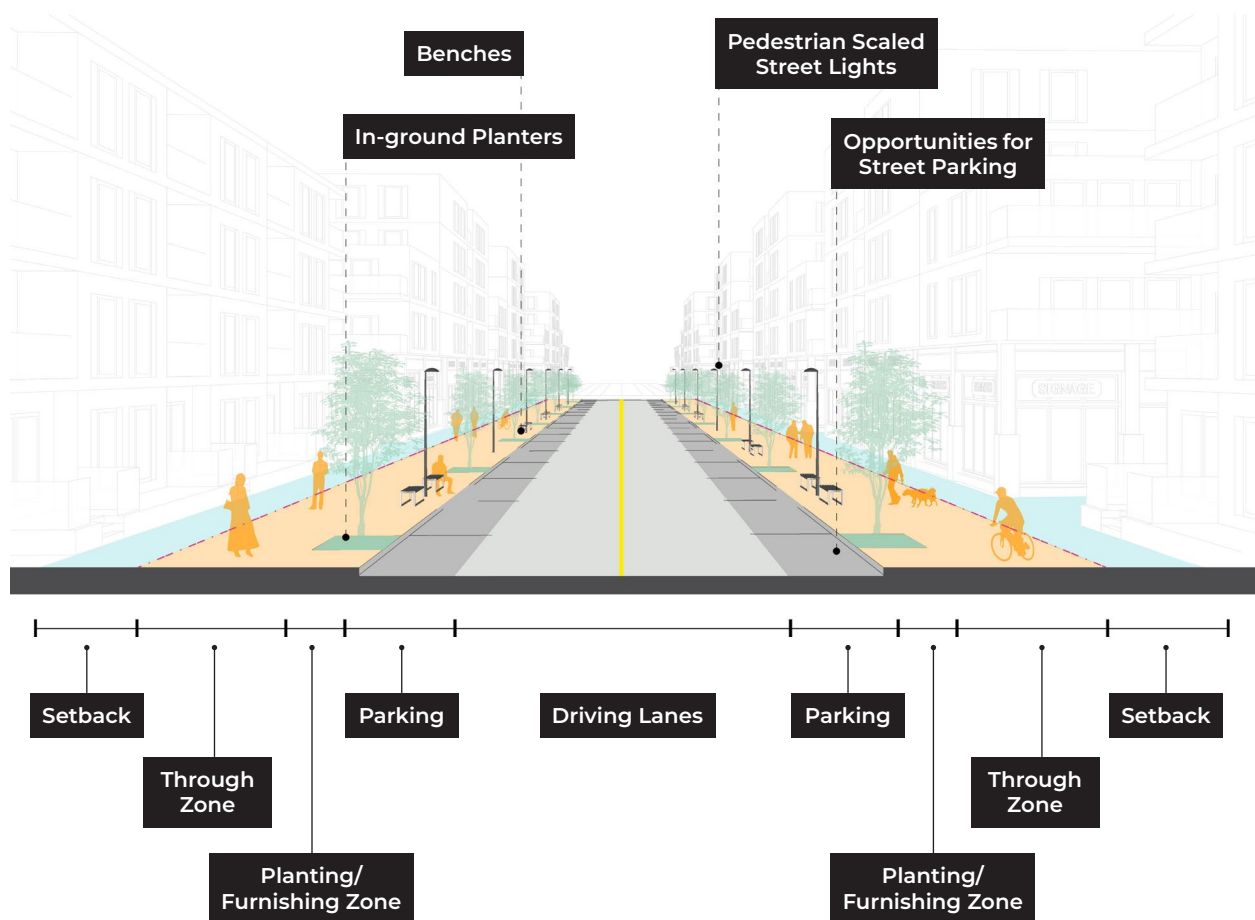 Benches
Pedestrian Scaled
Street Lights
In-ground Planters
Opportunities for
Street Parking
SIGNAGE
Setback
Parking
Driving Lanes
Parking
Setback
Through
Zone
Through
Zone
Planting/
Furnishing Zone
Planting/
Furnishing Zone